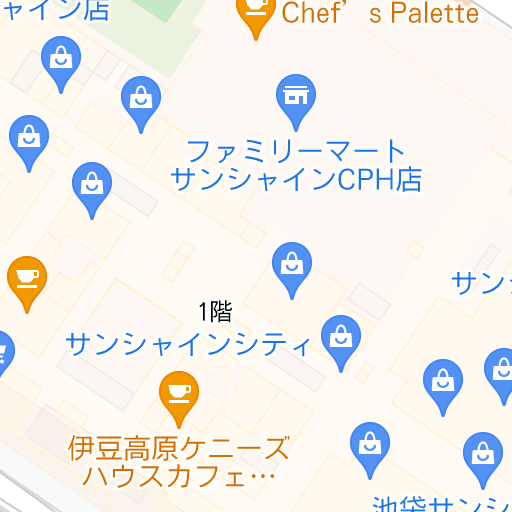 ャイン店
Chef’s Palette
ファミリーマート
サンシャインCPH店
サンシ
1階
サンシャインシティ
伊豆高原ケニーズ
ハウスカフェ…
池袋サンシ